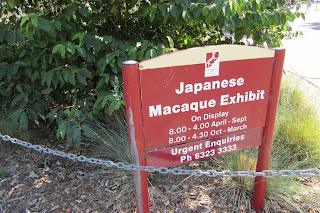 Japanese
Macaque Exhibit
On Display
8.00 - 4.00 April - Sept
8.00 - 4.30 Oct - March
Urgent Enquiries
Ph 6323 3333